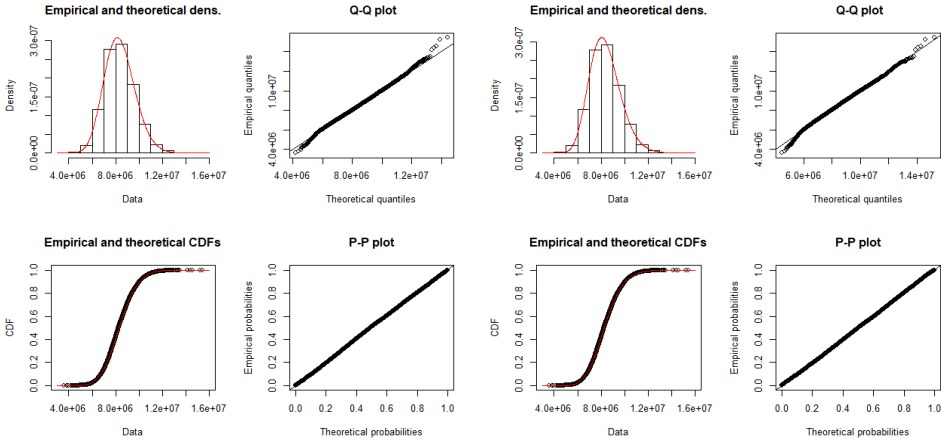 Empirical and theoretical dens.
Density
0.0e+00 1.5e-07 3.0e-07
4.0e+06 8.0e+06 1.2e+07 1.6e+07
Data
Q-Q plot
Empirical quantiles
4.0e+06 1.0e+07
4.0e+06 8.0e+06 1.2e+07
Theoretical quantiles
Empirical and theoretical dens.
Density
0.0e+00 1.5e-07 3.0e-07
4.0e+06 8.0e+06 1.2e+07 1.6e+07
Data
Q-Q plot
Empirical quantiles
4.0e+06 1.0e+07
6.0e+06 1.0e+07 1.4e+07
Theoretical quantiles
Empirical and theoretical CDFs
CDF
0.0 0.2 0.4 0.6 0.8 1.0
4.0e+06 8.0e+06 1.2e+07 1.6e+07
Data
P-P plot
Empirical probabilities
0.0 0.2 0.4 0.6 0.8 1.0
0.0 0.2 0.4 0.6 0.8 1.0
Theoretical probabilities
Empirical and theoretical CDFs
CDF
0.0 0.2 0.4 0.6 0.8 1.0
4.0e+06 8.0e+06 1.2e+07 1.6e+07
Data
P-P plot
Empirical probabilities
0.0 0.2 0.4 0.6 0.8 1.0
0.0 0.2 0.4 0.6 0.8 1.0
Theoretical probabilities